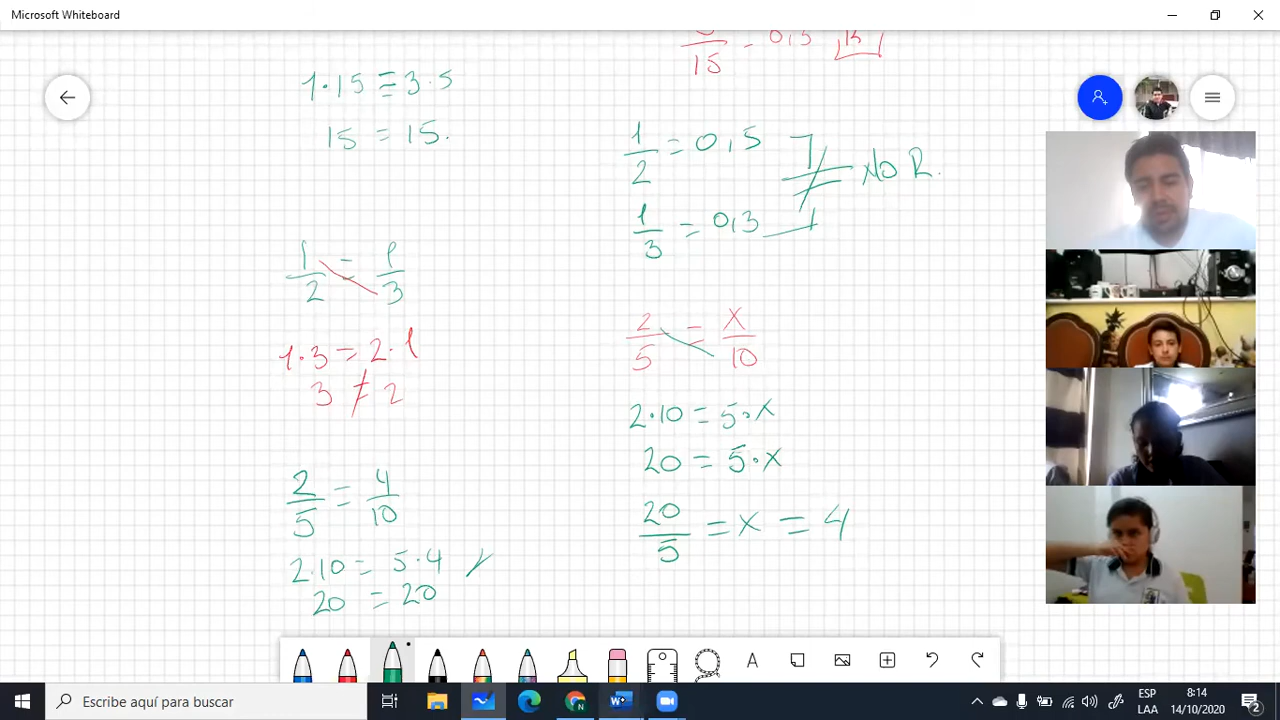 Microsoft Whiteboard
1·15 = 3·5
15 = 15.
15 = 0,3
1/2 = 0,5
≠ NO R.
1/3 = 0,3
1/2 = 1/3
1·3 = 2·1
3 ≠ 2
2/5 = 4/10
2·10 = 5·4
20 = 20
2/5 = x/10
2·10 = 5·x
20 = 5·x
20/5 = x = 4
A
Escribe aquí para buscar
ESP
LAA
8:14
14/10/2020
2